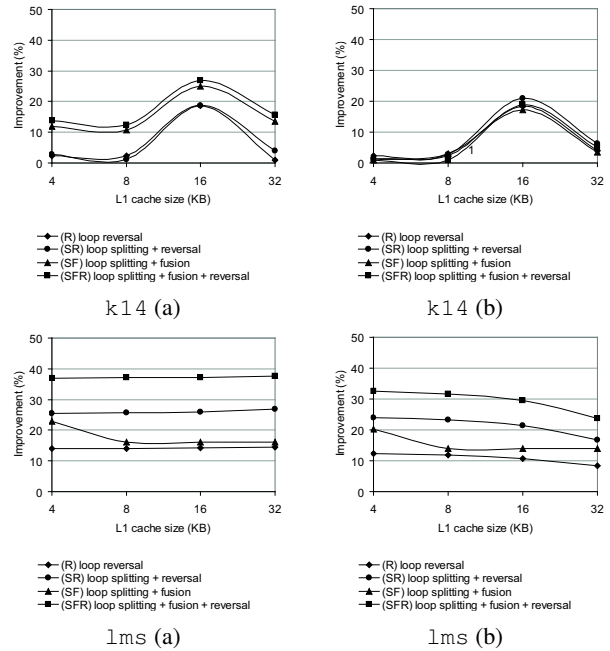 50
40
30
20
10
0
Improvement (%)
4 8 16 32
L1 cache size (KB)
(R) loop reversal
(SR) loop splitting + reversal
(SF) loop splitting + fusion
(SFR) loop splitting + fusion + reversal
k14 (a)
50
40
30
20
10
0
Improvement (%)
1
4 8 16 32
L1 cache size (KB)
(R) loop reversal
(SR) loop splitting + reversal
(SF) loop splitting + fusion
(SFR) loop splitting + fusion + reversal
k14 (b)
50
40
30
20
10
0
Improvement (%)
4 8 16 32
L1 cache size (KB)
(R) loop reversal
(SR) loop splitting + reversal
(SF) loop splitting + fusion
(SFR) loop splitting + fusion + reversal
lms (a)
50
40
30
20
10
0
Improvement (%)
4 8 16 32
L1 cache size (KB)
(R) loop reversal
(SR) loop splitting + reversal
(SF) loop splitting + fusion
(SFR) loop splitting + fusion + reversal
lms (b)